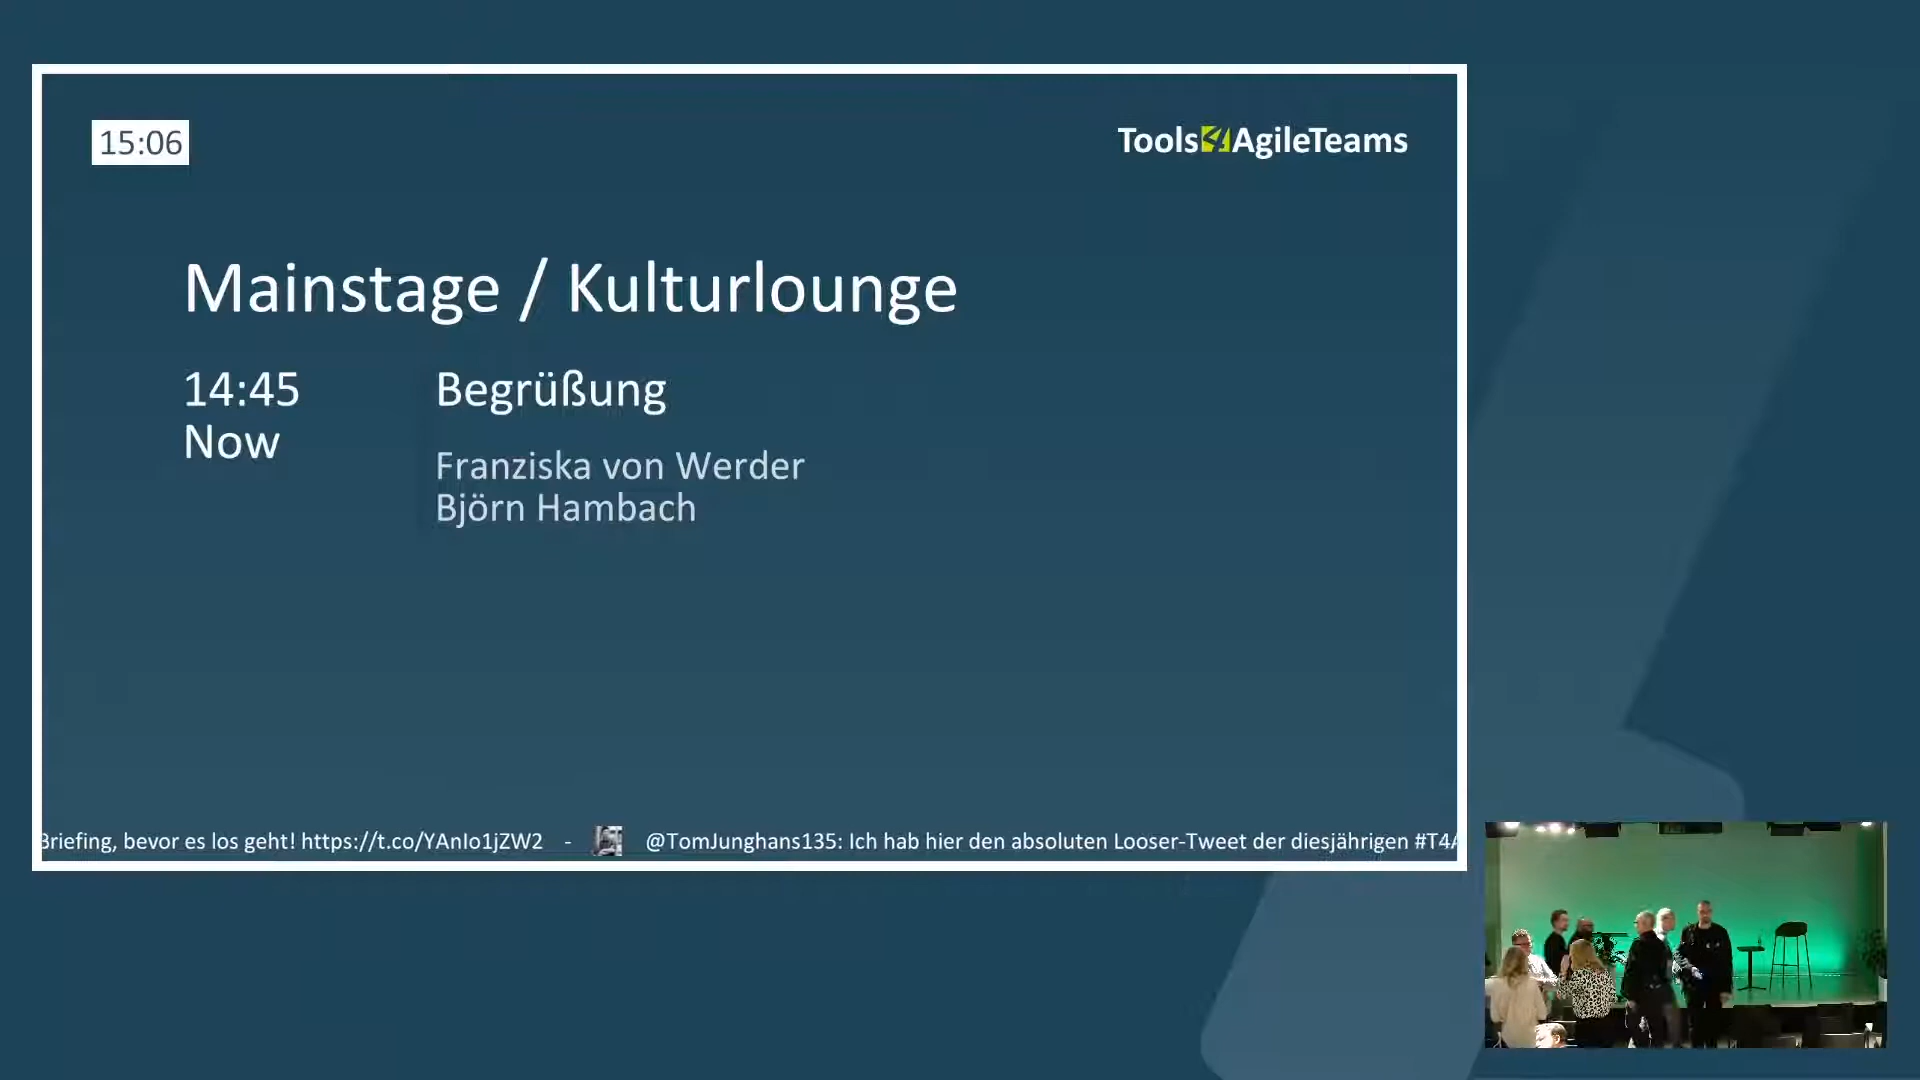 15:06
Tools4AgileTeams
Mainstage / Kulturlounge
14:45
Now
Begrüßung
Franziska von Werder
Björn Hambach
Briefing, bevor es los geht! https://t.co/YAnIo1jZW2 - @TomJunghans135: Ich hab hier den absoluten Looser-Tweet der diesjährigen #T4A